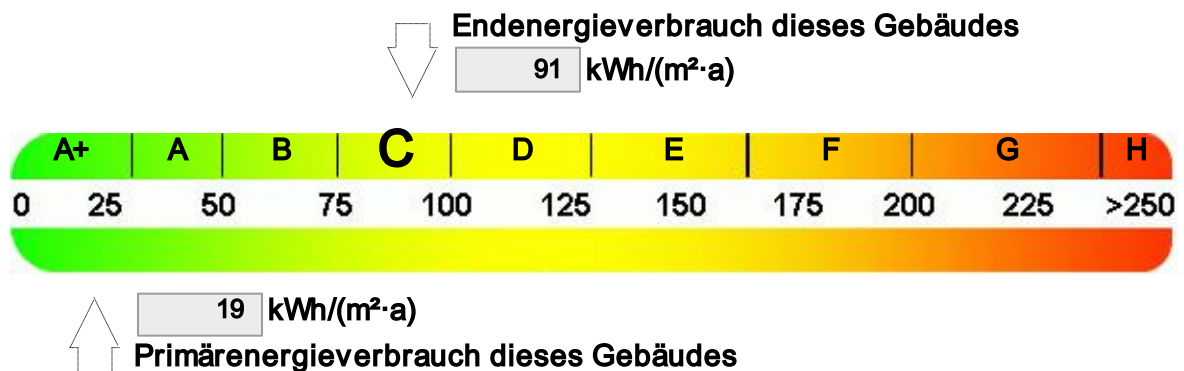 Endenergieverbrauch dieses Gebäudes
91 kWh/(m²·a)
A+ A B C D E F G H
0 25 50 75 100 125 150 175 200 225 >250
19 kWh/(m²·a)
Primärenergieverbrauch dieses Gebäudes